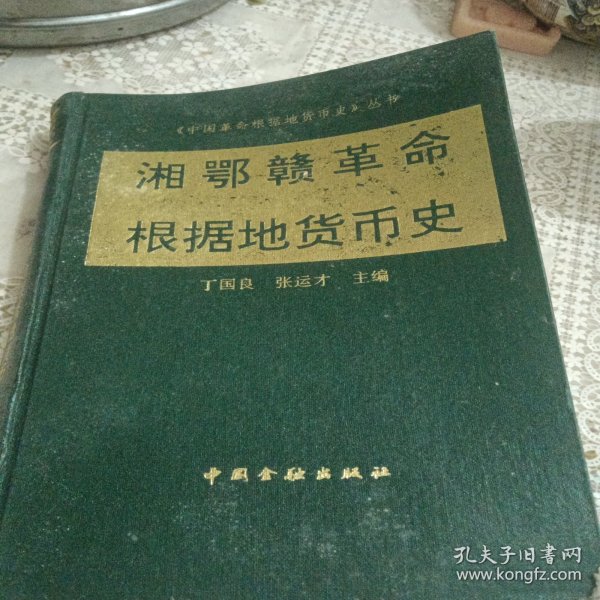 《中国革命根据地货币史》丛书
湘鄂赣革命
根据地货币史
丁国良 张运才 主编
中国金融出版社
孔夫子旧书网
www.kongfz.com